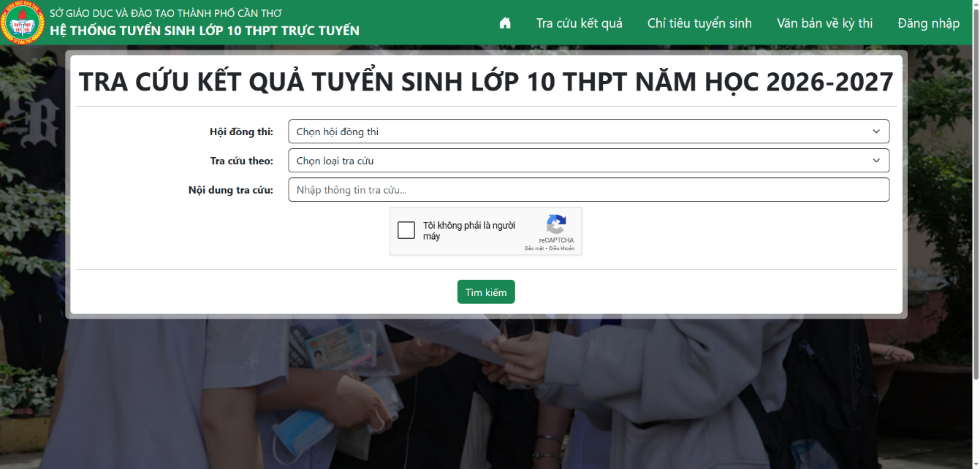 SỞ GIÁO DỤC VÀ ĐÀO TẠO THÀNH PHỐ CẦN THƠ
HỆ THỐNG TUYỂN SINH LỚP 10 THPT TRỰC TUYẾN
Tra cứu kết quả
Chỉ tiêu tuyển sinh
Văn bản về kỳ thi
Đăng nhập
TRA CỨU KẾT QUẢ TUYỂN SINH LỚP 10 THPT NĂM HỌC 2026-2027
Hội đồng thi:
Chọn hội đồng thi
Tra cứu theo:
Chọn loại tra cứu
Nội dung tra cứu:
Nhập thông tin tra cứu...
Tôi không phải là người
máy
reCAPTCHA
Bảo mật - Điều khoản
Tìm kiếm